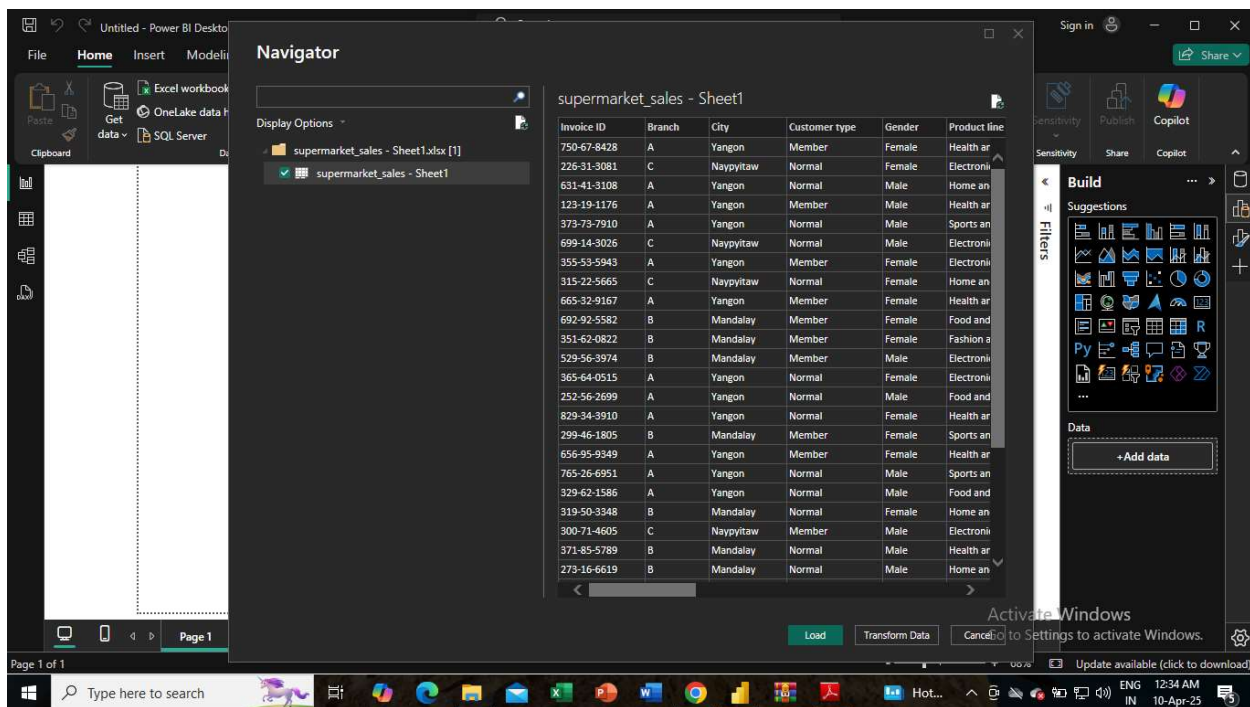 Untitled - Power BI Deskto
Sign in
File Home Insert Modeli
Share
Paste
Clipboard
Get data
Excel workbook
OneLake data h
SQL Server
Da
Navigator
Display Options
supermarket_sales - Sheet1.xlsx [1]
supermarket_sales - Sheet1
supermarket_sales - Sheet1
Invoice ID Branch City Customer type Gender Product line
750-67-8428 A Yangon Member Female Health ar
226-31-3081 C Naypyitaw Normal Female Electroni
631-41-3108 A Yangon Normal Male Home an
123-19-1176 A Yangon Member Male Health ar
373-73-7910 A Yangon Normal Male Sports an
699-14-3026 C Naypyitaw Normal Male Electroni
355-53-5943 A Yangon Member Female Electroni
315-22-5665 C Naypyitaw Normal Female Home an
665-32-9167 A Yangon Member Female Health ar
692-92-5582 B Mandalay Member Female Food and
351-62-0822 B Mandalay Member Female Fashion a
529-56-3974 B Mandalay Member Male Electroni
365-64-0515 A Yangon Normal Female Electroni
252-56-2699 A Yangon Normal Male Food and
829-34-3910 A Yangon Normal Female Health ar
299-46-1805 B Mandalay Member Female Sports an
656-95-9349 A Yangon Member Female Health ar
765-26-6951 A Yangon Normal Male Sports an
329-62-1586 A Yangon Normal Male Food and
319-50-3348 B Mandalay Normal Female Home an
300-71-4605 C Naypyitaw Member Male Electroni
371-85-5789 B Mandalay Normal Male Health ar
273-16-6619 B Mandalay Normal Male Home an
Load Transform Data Cancel
Sensitivity Publish Copilot
Sensitivity Share Copilot
Filters
Build
Suggestions
123
R
Py
Data
+Add data
Activate Windows
Go to Settings to activate Windows.
Page 1
Page 1 of 1
Update available (click to download)
Type here to search
Hot...
ENG
IN
12:34 AM
10-Apr-25
5